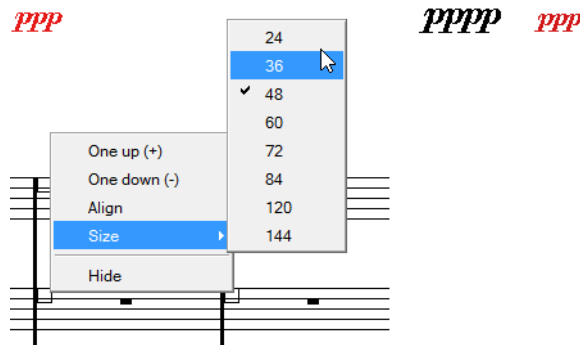 ppp
pppp
ppp
24
36
48
60
72
84
120
144
One up (+)
One down (-)
Align
Size
Hide